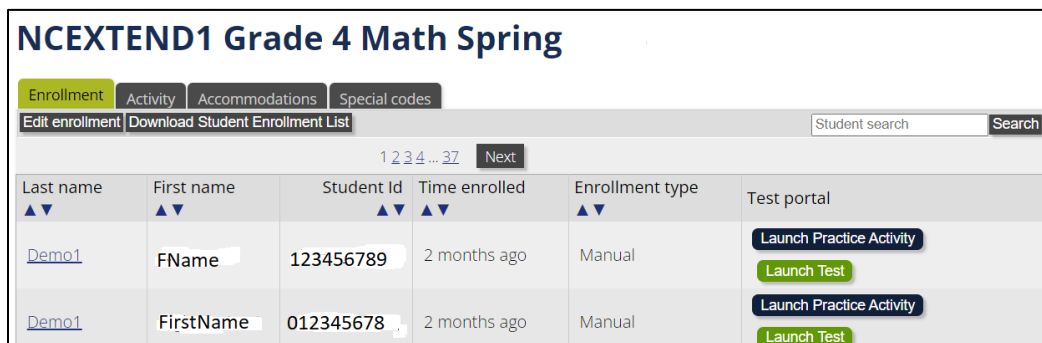 NCEXTEND1 Grade 4 Math Spring
Enrollment Activity Accommodations Special codes
Edit enrollment Download Student Enrollment List Student search Search
1 2 3 4 ... 37 Next
Last name First name Student Id Time enrolled Enrollment type Test portal
▲▼ ▲▼ ▲▼ ▲▼ ▲▼
Demo1 FName 123456789 2 months ago Manual Launch Practice Activity
Launch Test
Demo1 FirstName 012345678 2 months ago Manual Launch Practice Activity
Launch Test